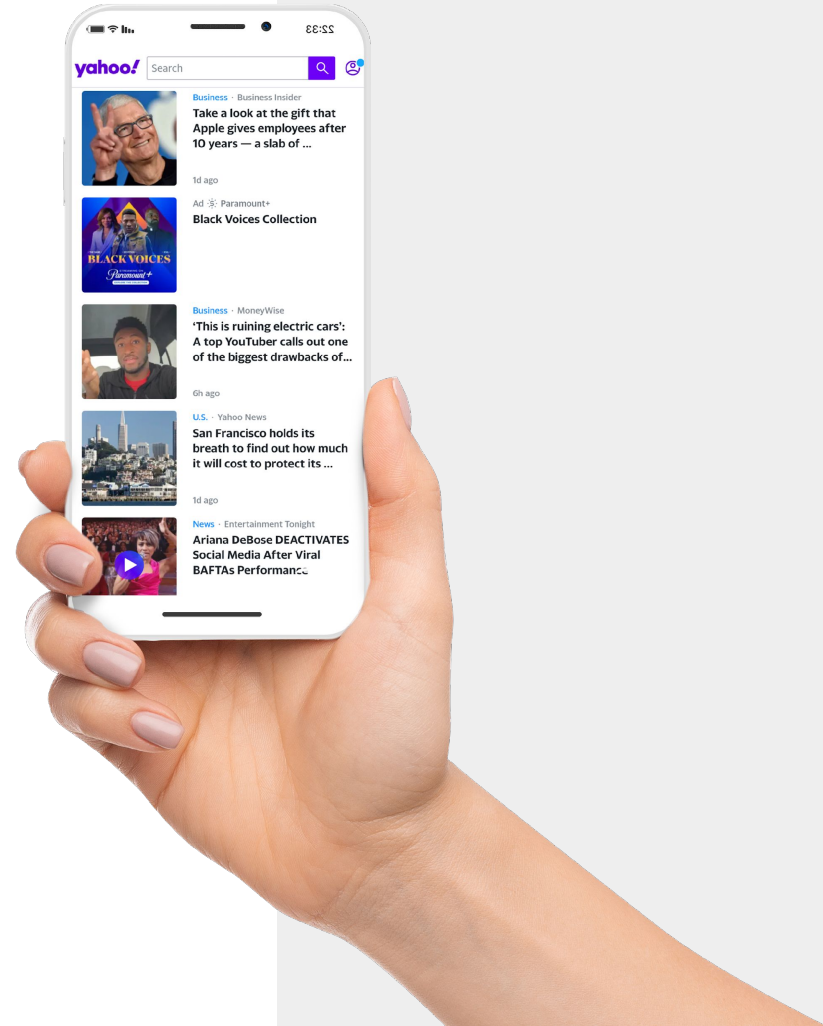 22:33
yahoo!
Search
Business · Business Insider
Take a look at the gift that
Apple gives employees after
10 years — a slab of ...
1d ago
Ad Paramount+
Black Voices Collection
BLACK VOICES
Paramount+
Business · MoneyWise
‘This is ruining electric cars’:
A top YouTuber calls out one
of the biggest drawbacks of...
6h ago
U.S. · Yahoo News
San Francisco holds its
breath to find out how much
it will cost to protect its ...
1d ago
News · Entertainment Tonight
Ariana DeBose DEACTIVATES
Social Media After Viral
BAFTAs Performance